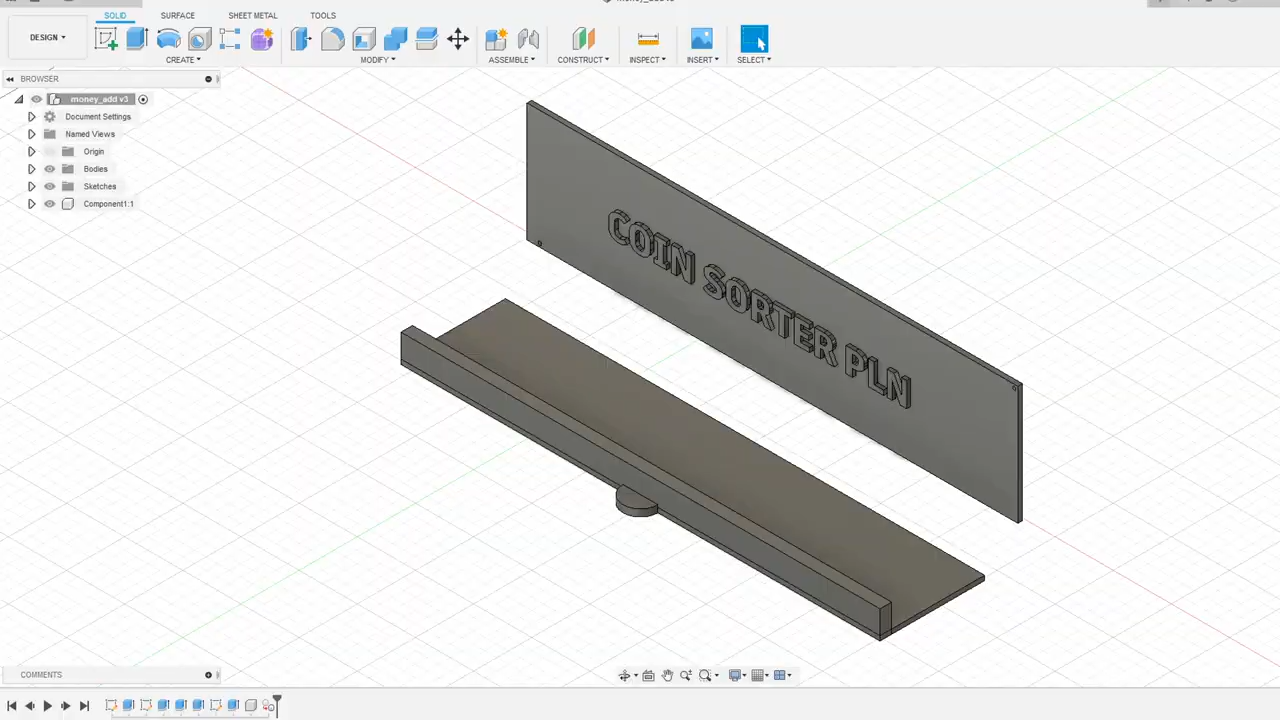 SOLID
SURFACE
SHEET METAL
TOOLS
DESIGN
CREATE
MODIFY
ASSEMBLE
CONSTRUCT
INSPECT
INSERT
SELECT
BROWSER
money_add v3
Document Settings
Named Views
Origin
Bodies
Sketches
Component1:1
COIN SORTER PLN
COMMENTS